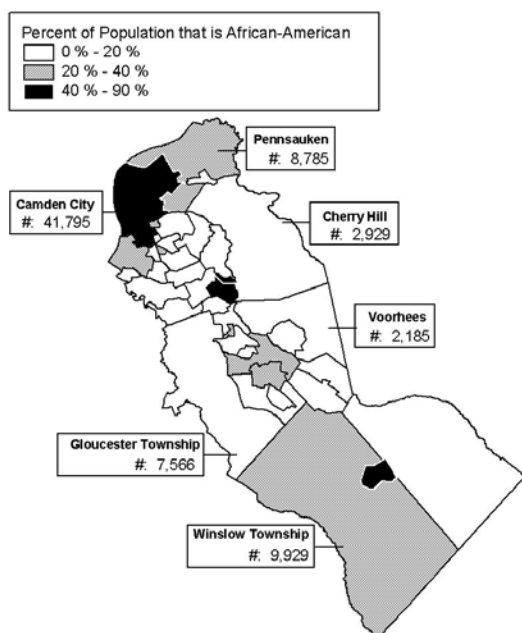 Percent of Population that is African-American
0 % - 20 %
20 % - 40 %
40 % - 90 %
Pennsauken
#: 8,785
Camden City
#: 41,795
Cherry Hill
#: 2,929
Voorhees
#: 2,185
Gloucester Township
#: 7,566
Winslow Township
#: 9,929